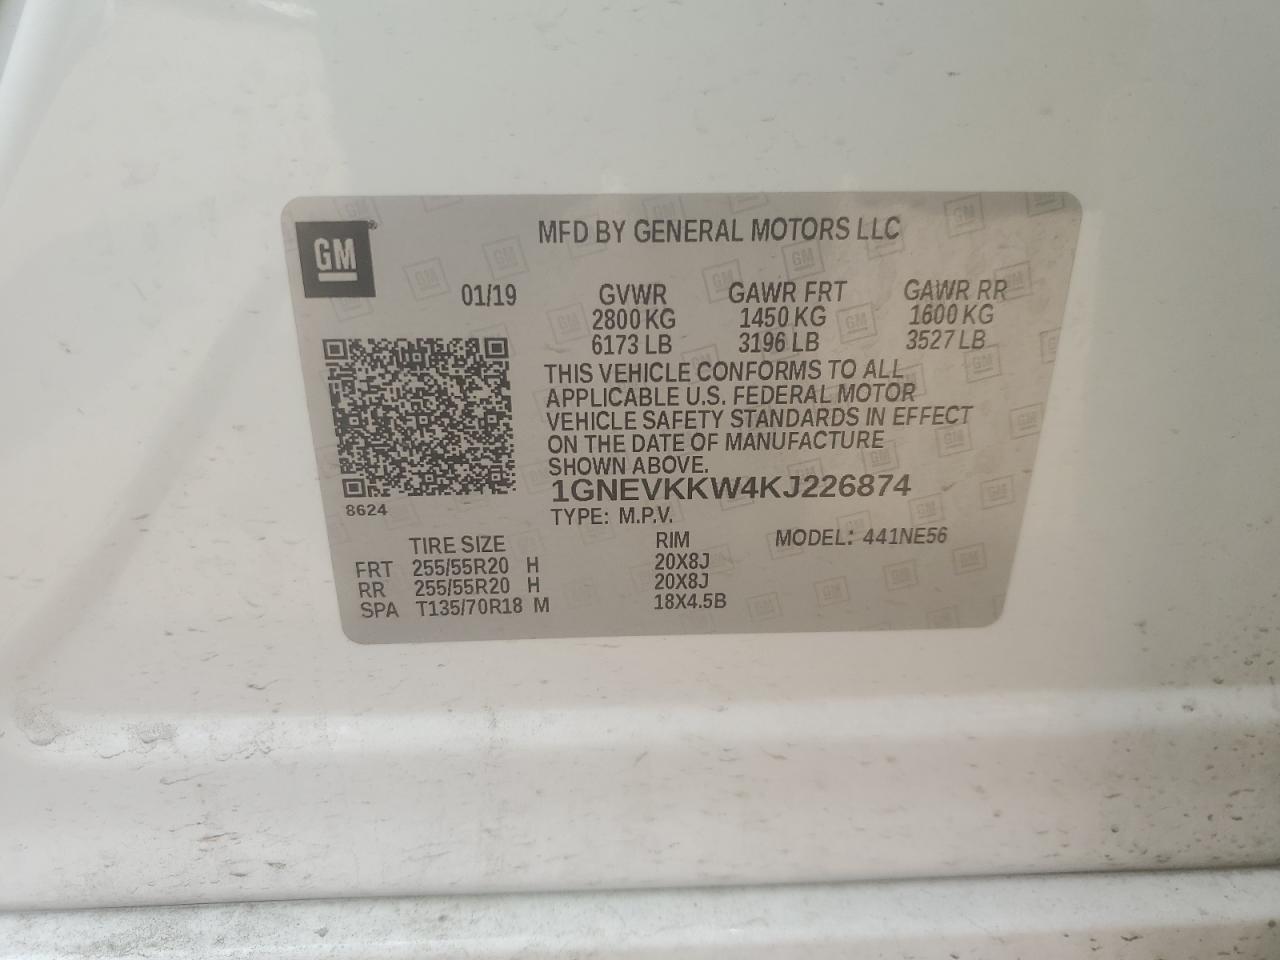 GM
MFD BY GENERAL MOTORS LLC
01/19 GVWR GAWR FRT GAWR RR
2800 KG 1450 KG 1600 KG
6173 LB 3196 LB 3527 LB
THIS VEHICLE CONFORMS TO ALL
APPLICABLE U.S. FEDERAL MOTOR
VEHICLE SAFETY STANDARDS IN EFFECT
ON THE DATE OF MANUFACTURE
SHOWN ABOVE.
1GNEVKKW4KJ226874
8624
TYPE: M.P.V.
TIRE SIZE RIM MODEL: 441NE56
FRT 255/55R20 H 20X8J
RR 255/55R20 H 20X8J
SPA T135/70R18 M 18X4.5B